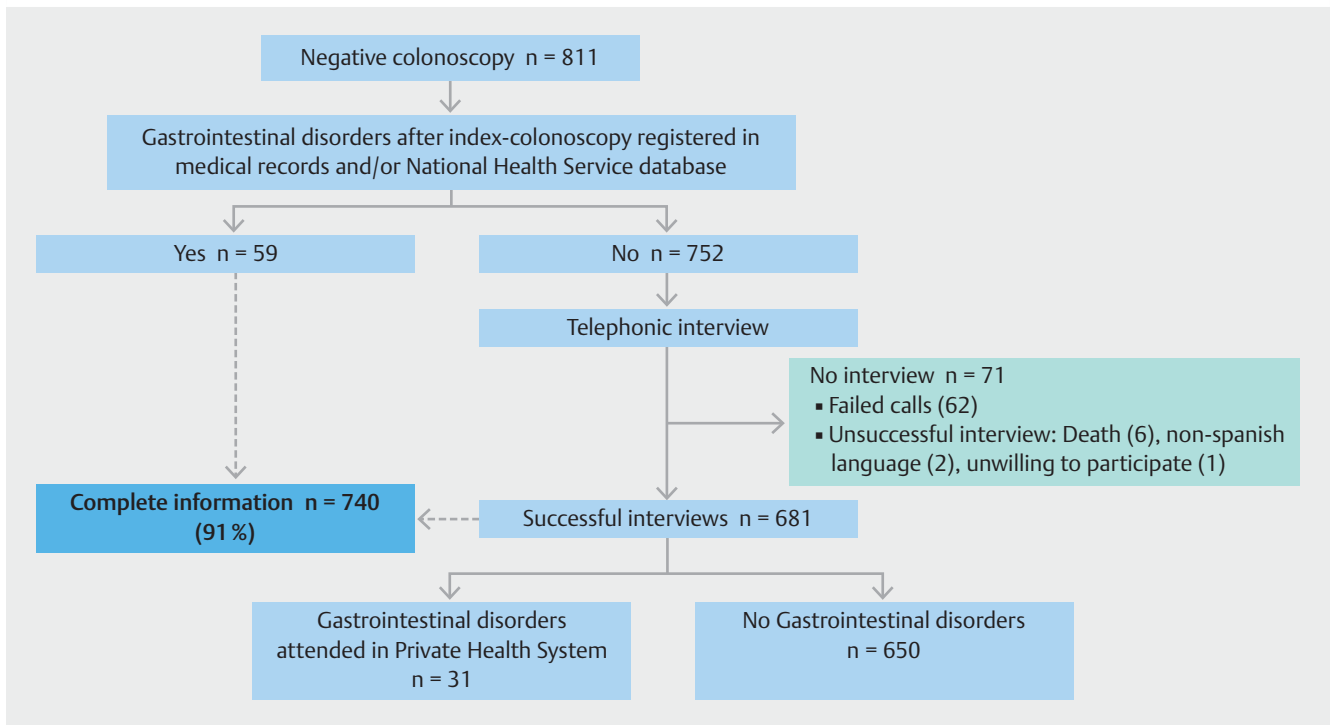 Negative colonoscopy n = 811
Gastrointestinal disorders after index-colonoscopy registered in
medical records and/or National Health Service database
Yes n = 59
No n = 752
Telephonic interview
No interview n = 71
▪ Failed calls (62)
▪ Unsuccessful interview: Death (6), non-spanish
language (2), unwilling to participate (1)
Complete information n = 740
(91 %)
Successful interviews n = 681
Gastrointestinal disorders
attended in Private Health System
n = 31
No Gastrointestinal disorders
n = 650